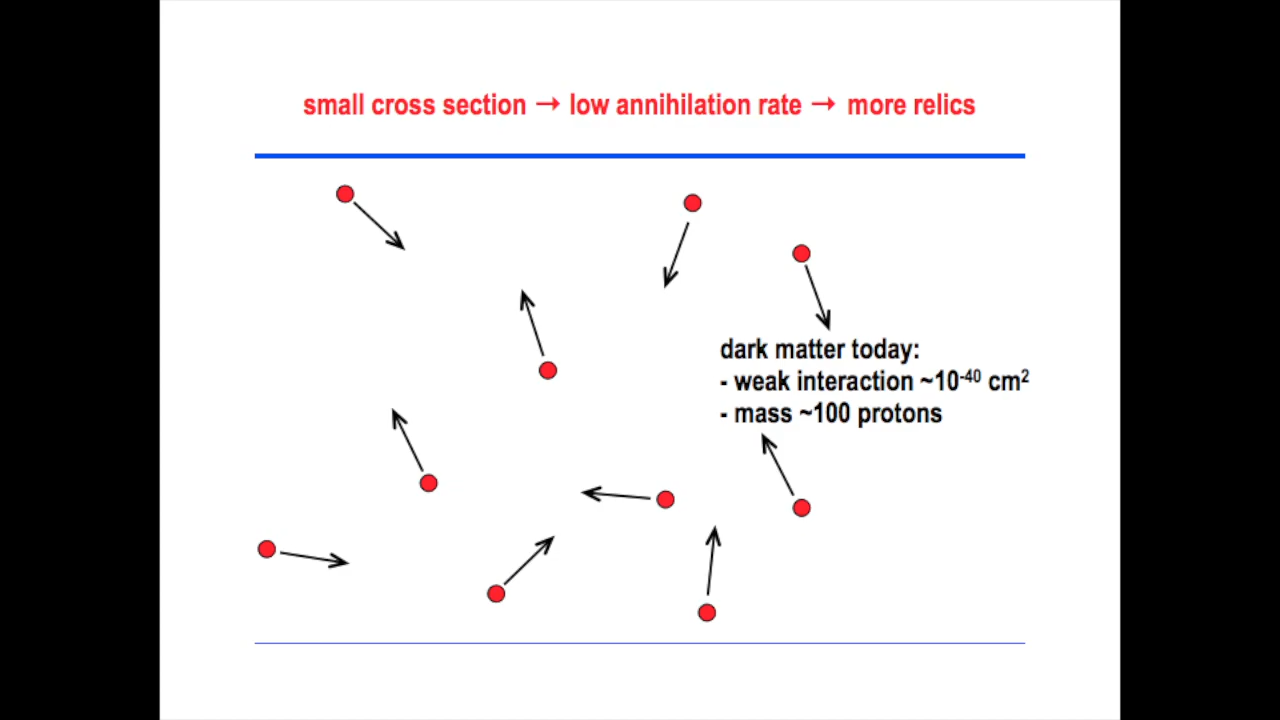 small cross section → low annihilation rate → more relics
dark matter today:
- weak interaction ~10⁻⁴⁰ cm²
- mass ~100 protons